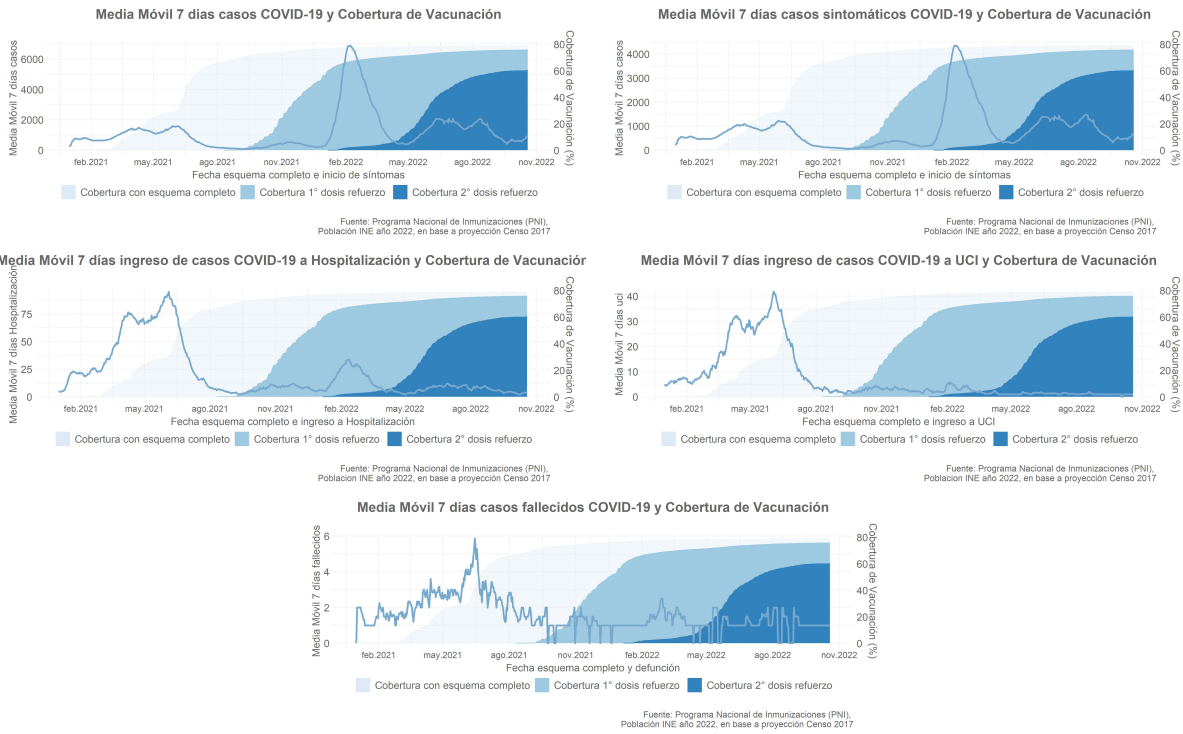 Media Móvil 7 dias casos COVID-19 y Cobertura de Vacunación
Media Móvil 7 días casos
6000
4000
2000
0
Cobertura de Vacunación (%)
80
60
40
20
0
feb.2021 may.2021 ago.2021 nov.2021 feb.2022 may.2022 ago.2022 nov.2022
Fecha esquema completo e inicio de síntomas
Cobertura con esquema completo Cobertura 1° dosis refuerzo Cobertura 2° dosis refuerzo
Fuente: Programa Nacional de Inmunizaciones (PNI),
Población INE año 2022, en base a proyección Censo 2017
Media Móvil 7 días casos sintomáticos COVID-19 y Cobertura de Vacunación
Media Móvil 7 días casos
4000
3000
2000
1000
0
Cobertura de Vacunación (%)
80
60
40
20
0
feb.2021 may.2021 ago.2021 nov.2021 feb.2022 may.2022 ago.2022 nov.2022
Fecha esquema completo e inicio de síntomas
Cobertura con esquema completo Cobertura 1° dosis refuerzo Cobertura 2° dosis refuerzo
Fuente: Programa Nacional de Inmunizaciones (PNI),
Población INE año 2022, en base a proyección Censo 2017
Media Móvil 7 días ingreso de casos COVID-19 a Hospitalización y Cobertura de Vacunación
Media Móvil 7 días Hospitalización
75
50
25
0
Cobertura de Vacunación (%)
80
60
40
20
0
feb.2021 may.2021 ago.2021 nov.2021 feb.2022 may.2022 ago.2022 nov.2022
Fecha esquema completo e ingreso a Hospitalización
Cobertura con esquema completo Cobertura 1° dosis refuerzo Cobertura 2° dosis refuerzo
Fuente: Programa Nacional de Inmunizaciones (PNI),
Poblacion INE año 2022, en base a proyección Censo 2017
Media Móvil 7 días ingreso de casos COVID-19 a UCI y Cobertura de Vacunación
Media Móvil 7 días uci
40
30
20
10
0
Cobertura de Vacunación (%)
80
60
40
20
0
feb.2021 may.2021 ago.2021 nov.2021 feb.2022 may.2022 ago.2022 nov.2022
Fecha esquema completo e ingreso a UCI
Cobertura con esquema completo Cobertura 1° dosis refuerzo Cobertura 2° dosis refuerzo
Fuente: Programa Nacional de Inmunizaciones (PNI),
Poblacion INE año 2022, en base a proyección Censo 2017
Media Móvil 7 días casos fallecidos COVID-19 y Cobertura de Vacunación
Media Móvil 7 días fallecidos
6
4
2
0
Cobertura de Vacunación (%)
80
60
40
20
0
feb.2021 may.2021 ago.2021 nov.2021 feb.2022 may.2022 ago.2022 nov.2022
Fecha esquema completo y defunción
Cobertura con esquema completo Cobertura 1° dosis refuerzo Cobertura 2° dosis refuerzo
Fuente: Programa Nacional de Inmunizaciones (PNI),
Población INE año 2022, en base a proyección Censo 2017